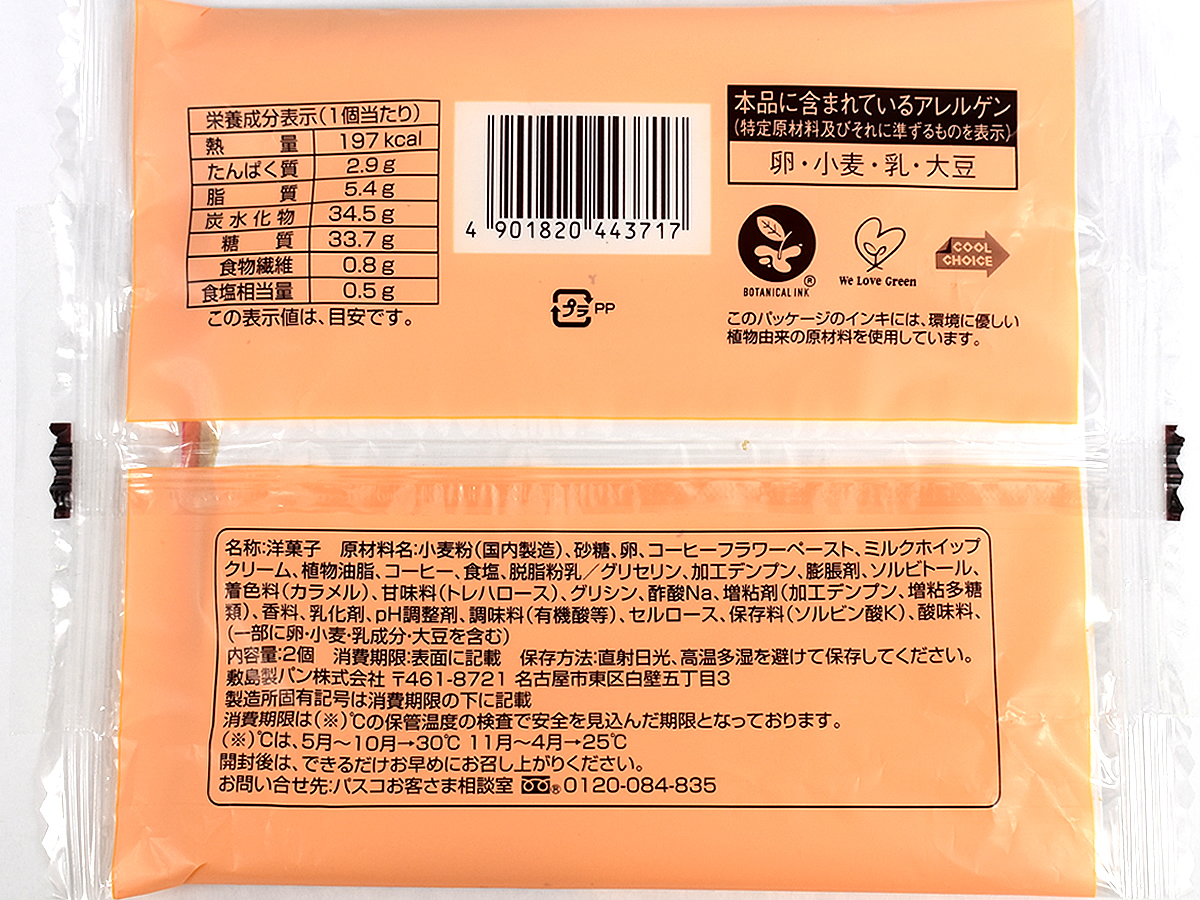 栄養成分表示(1個当たり)
熱量 197kcal
たんぱく質 2.9g
脂質 5.4g
炭水化物 34.5g
糖質 33.7g
食物繊維 0.8g
食塩相当量 0.5g
この表示値は、目安です。
4 901820 443717
プラ PP
本品に含まれているアレルゲン
(特定原材料及びそれに準ずるものを表示)
卵・小麦・乳・大豆
BOTANICAL INK®
We Love Green
COOL
CHOICE
このパッケージのインキには、環境に優しい
植物由来の原材料を使用しています。
名称:洋菓子 原材料名:小麦粉(国内製造)、砂糖、卵、コーヒーフラワーペースト、ミルクホイップ
クリーム、植物油脂、コーヒー、食塩、脱脂粉乳/グリセリン、加工デンプン、膨脹剤、ソルビトール、
着色料(カラメル)、甘味料(トレハロース)、グリシン、酢酸Na、増粘剤(加工デンプン、増粘多糖
類)、香料、乳化剤、pH調整剤、調味料(有機酸等)、セルロース、保存料(ソルビン酸K)、酸味料、
(一部に卵・小麦・乳成分・大豆を含む)
内容量:2個 消費期限:表面に記載 保存方法:直射日光、高温多湿を避けて保存してください。
敷島製パン株式会社 〒461-8721 名古屋市東区白壁五丁目3
製造所固有記号は消費期限の下に記載
消費期限は(※)℃の保管温度の検査で安全を見込んだ期限となっております。
(※)℃は、5月〜10月→30℃ 11月〜4月→25℃
開封後は、できるだけお早めにお召し上がりください。
お問い合せ先:パスコお客さま相談室 ®0120-084-835